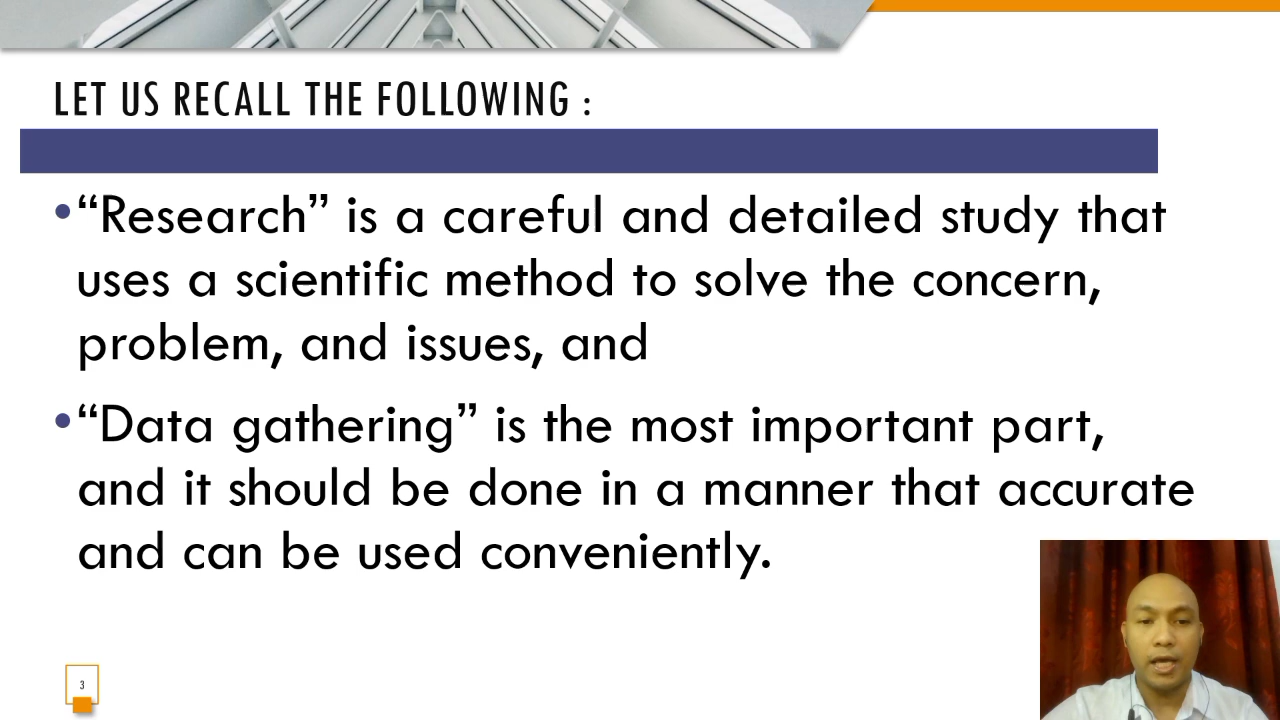 LET US RECALL THE FOLLOWING :
•“Research” is a careful and detailed study that
uses a scientific method to solve the concern,
problem, and issues, and
•“Data gathering” is the most important part,
and it should be done in a manner that accurate
and can be used conveniently.
3